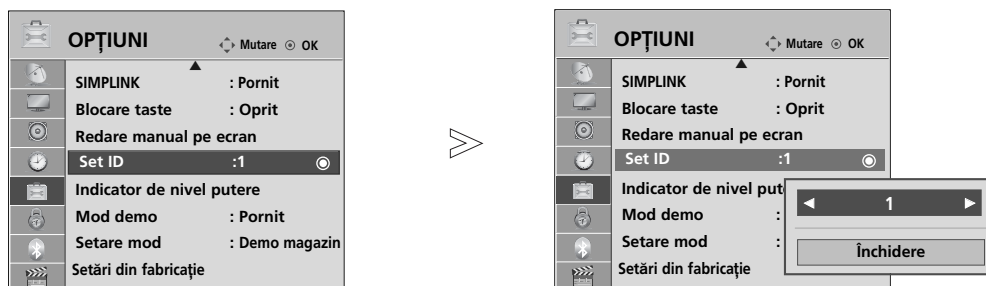 OPȚIUNI Mutare OK
SIMPLINK : Pornit
Blocare taste : Oprit
Redare manual pe ecran
Set ID :1
Indicator de nivel putere
Mod demo : Pornit
Setare mod : Demo magazin
Setări din fabricație
OPȚIUNI Mutare OK
SIMPLINK : Pornit
Blocare taste : Oprit
Redare manual pe ecran
Set ID :1
Indicator de nivel pute
Mod demo :
Setare mod :
Setări din fabricație
1
Închidere